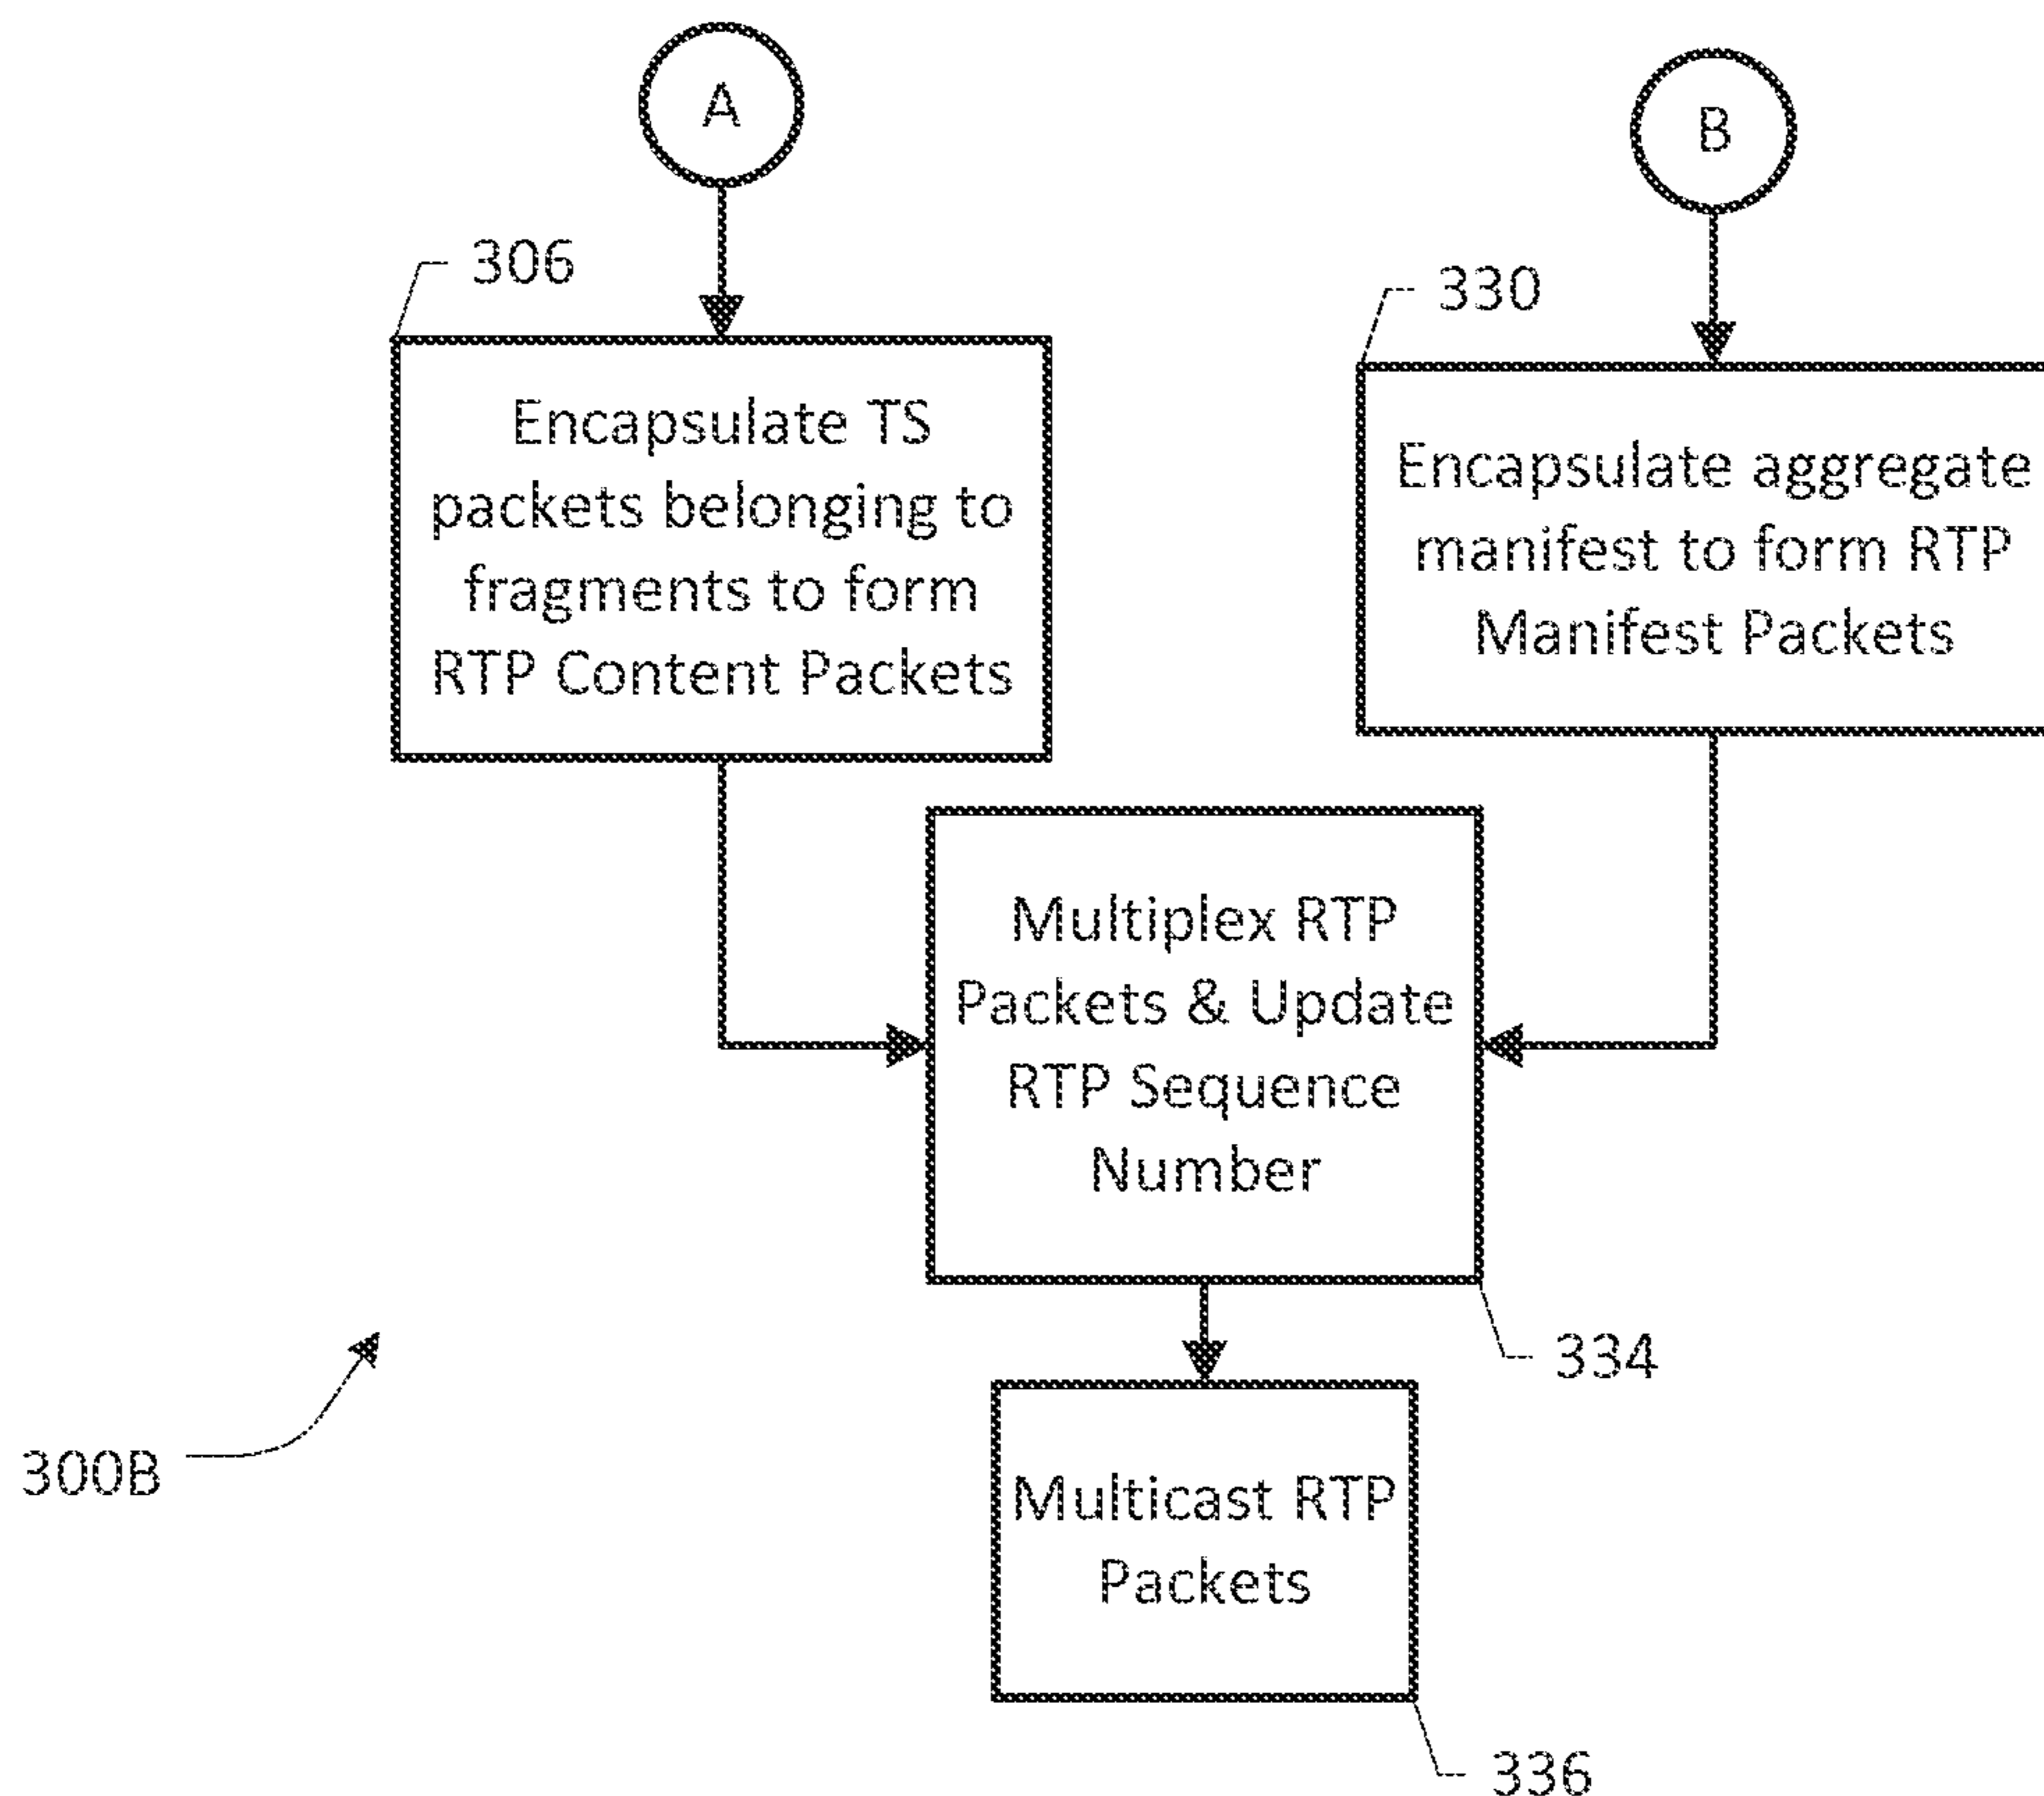 A
B
306
330
Encapsulate TS
packets belonging to
fragments to form
RTP Content Packets
Encapsulate aggregate
manifest to form RTP
Manifest Packets
Multiplex RTP
Packets & Update
RTP Sequence
Number
334
300B
Multicast RTP
Packets
336